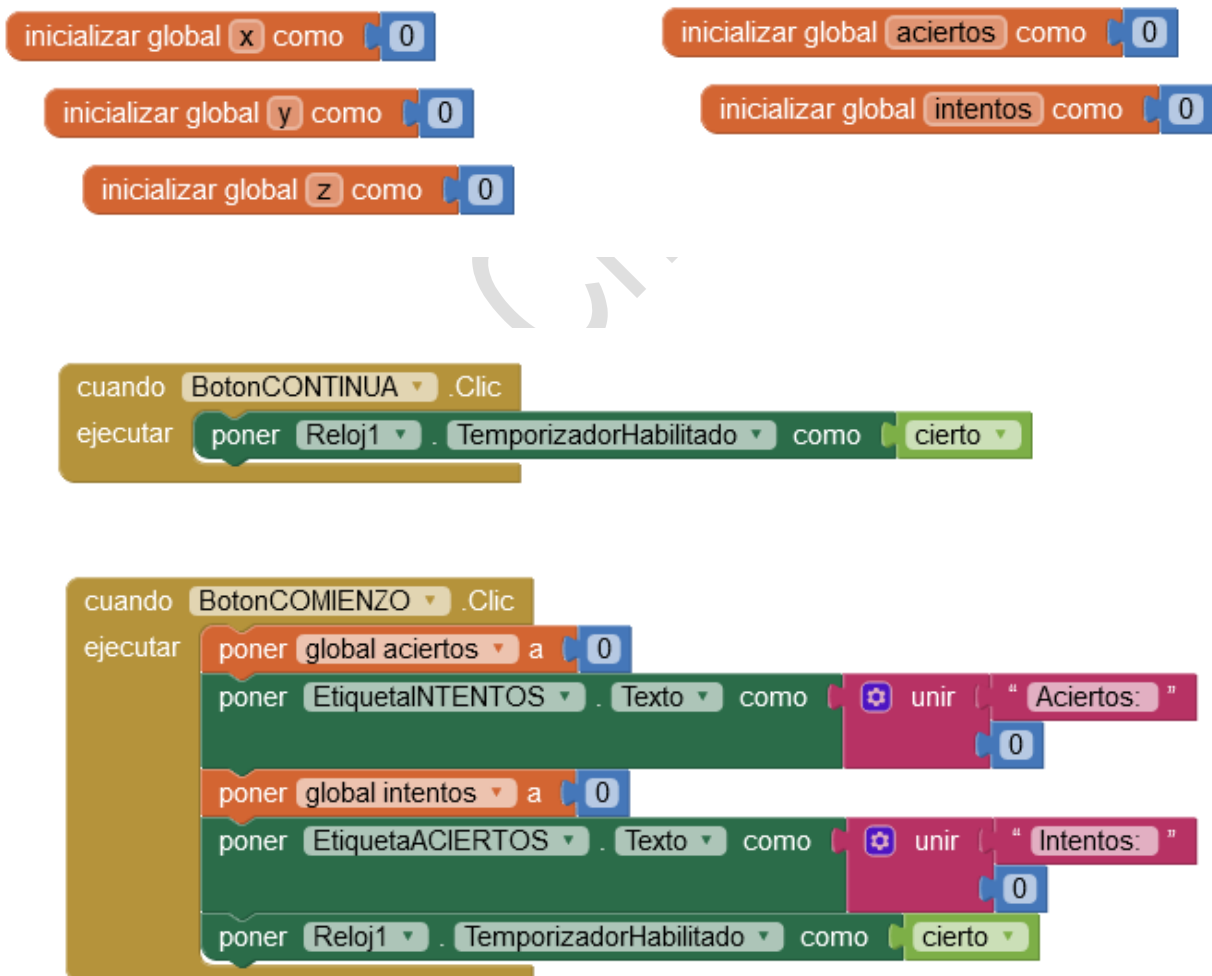 inicializar global x como 0
inicializar global aciertos como 0
inicializar global y como 0
inicializar global intentos como 0
inicializar global z como 0
cuando BotonCONTINUA .Clic
ejecutar poner Reloj1 . TemporizadorHabilitado como cierto
cuando BotonCOMIENZO .Clic
ejecutar poner global aciertos a 0
poner EtiquetaINTENTOS . Texto como unir " Aciertos: "
0
poner global intentos a 0
poner EtiquetaACIERTOS . Texto como unir " Intentos: "
0
poner Reloj1 . TemporizadorHabilitado como cierto